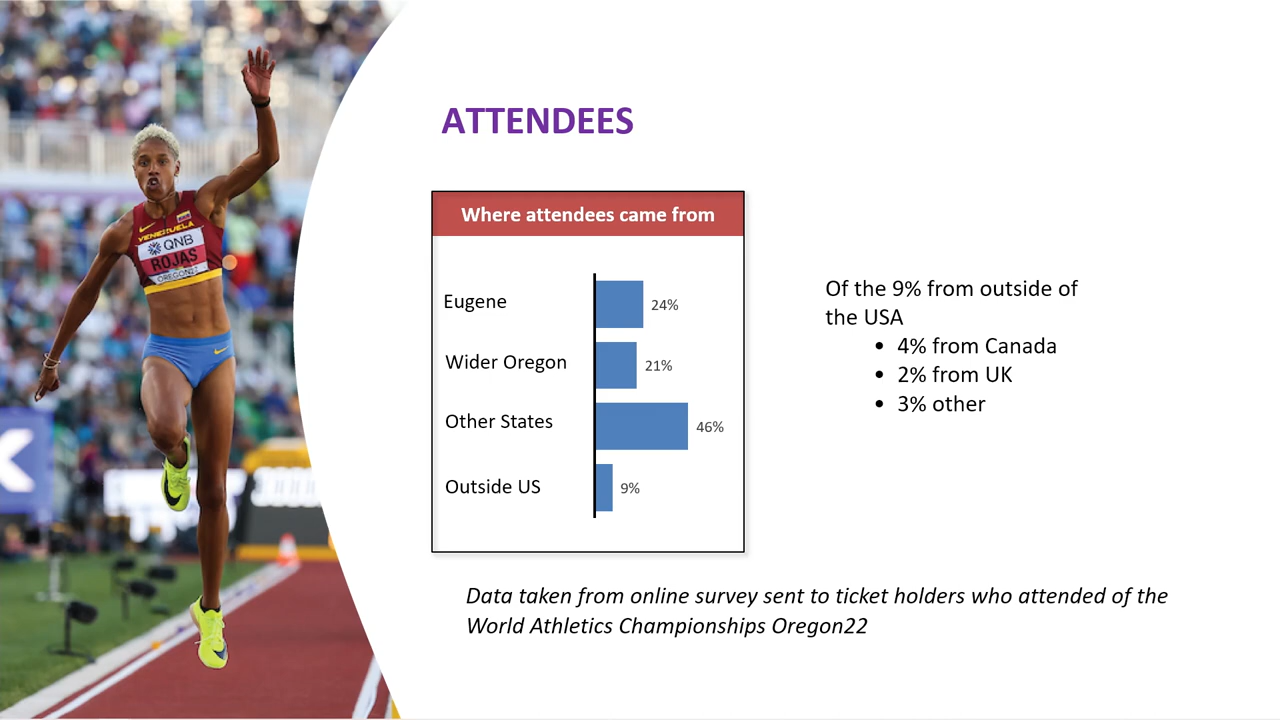 ATTENDEES
Where attendees came from
Eugene 24%
Wider Oregon 21%
Other States 46%
Outside US 9%
Of the 9% from outside of
the USA
• 4% from Canada
• 2% from UK
• 3% other
Data taken from online survey sent to ticket holders who attended of the
World Athletics Championships Oregon22
VENEZUELA
QNB
ROJAS
OREGON22
K